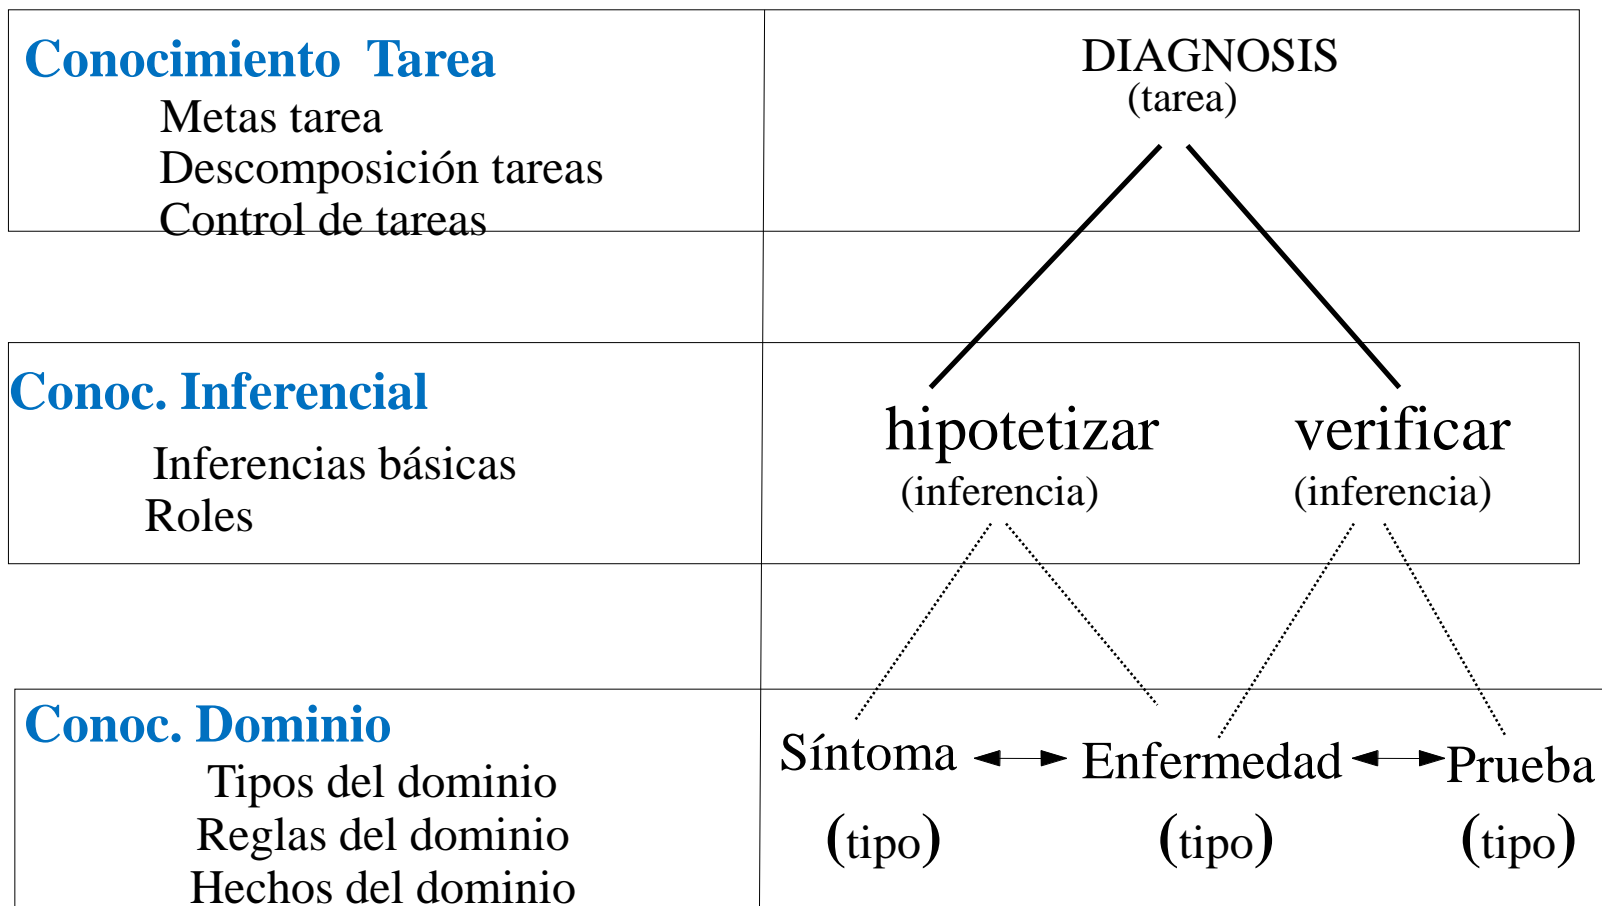 Conocimiento Tarea
Metas tarea
Descomposición tareas
Control de tareas
DIAGNOSIS
(tarea)
Conoc. Inferencial
Inferencias básicas
Roles
hipotetizar
(inferencia)
verificar
(inferencia)
Conoc. Dominio
Tipos del dominio
Reglas del dominio
Hechos del dominio
Síntoma
Enfermedad
Prueba
(tipo)
(tipo)
(tipo)